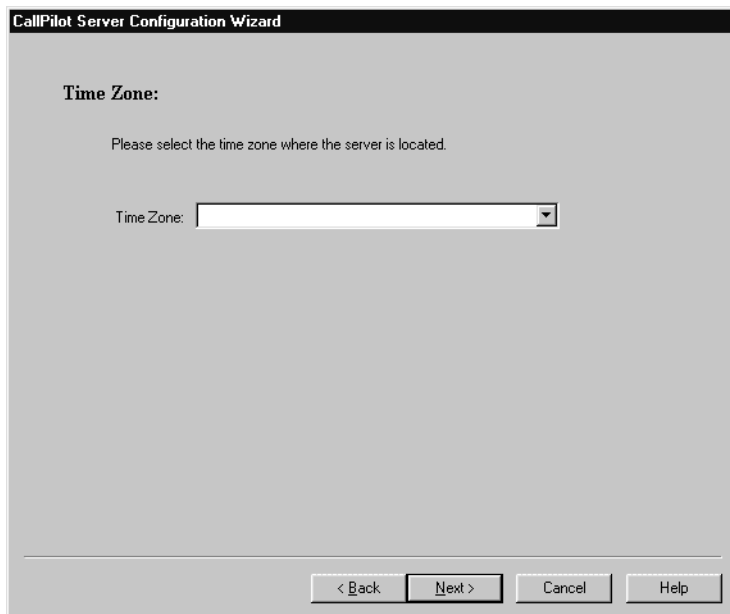 CallPilot Server Configuration Wizard
Time Zone:
Please select the time zone where the server is located.
Time Zone:
< Back Next > Cancel Help